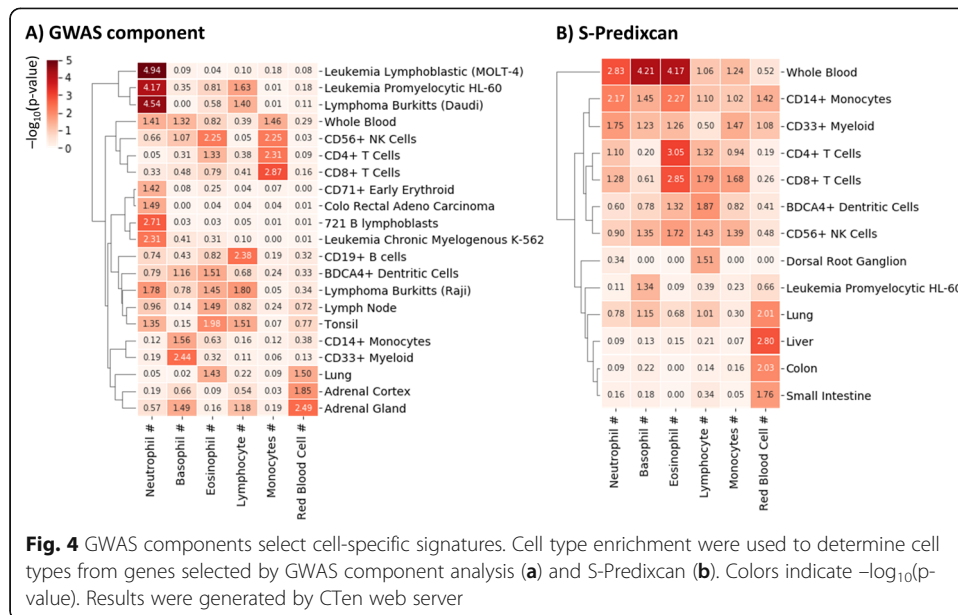 A) GWAS component
B) S-Predixcan
−log₁₀(p-value)
5
4
3
2
1
0
4.94 0.09 0.04 0.10 0.18 0.08 Leukemia Lymphoblastic (MOLT-4)
4.17 0.35 0.81 1.63 0.01 0.18 Leukemia Promyelocytic HL-60
4.54 0.00 0.58 1.40 0.01 0.11 Lymphoma Burkitts (Daudi)
1.41 1.32 0.82 0.39 1.46 0.29 Whole Blood
0.66 1.07 2.25 0.05 2.25 0.03 CD56+ NK Cells
0.05 0.31 1.33 0.38 2.31 0.09 CD4+ T Cells
0.33 0.48 0.79 0.41 2.87 0.16 CD8+ T Cells
1.42 0.08 0.25 0.04 0.07 0.00 CD71+ Early Erythroid
1.49 0.00 0.04 0.04 0.04 0.01 Colo Rectal Adeno Carcinoma
2.71 0.03 0.03 0.05 0.01 0.01 721 B lymphoblasts
2.31 0.41 0.31 0.10 0.00 0.01 Leukemia Chronic Myelogenous K-562
0.74 0.43 0.82 2.38 0.19 0.32 CD19+ B cells
0.79 1.16 1.51 0.68 0.24 0.33 BDCA4+ Dentritic Cells
1.78 0.78 1.45 1.80 0.05 0.34 Lymphoma Burkitts (Raji)
0.96 0.14 1.49 0.82 0.24 0.72 Lymph Node
1.35 0.15 1.98 1.51 0.07 0.77 Tonsil
0.12 1.56 0.63 0.16 0.12 0.38 CD14+ Monocytes
0.19 2.44 0.32 0.11 0.06 0.13 CD33+ Myeloid
0.05 0.02 1.43 0.22 0.09 1.50 Lung
0.19 0.66 0.09 0.54 0.03 1.85 Adrenal Cortex
0.57 1.49 0.16 1.18 0.19 2.49 Adrenal Gland
Neutrophil #
Basophil #
Eosinophil #
Lymphocyte #
Monocytes #
Red Blood Cell #
2.83 4.21 4.17 1.06 1.24 0.52 Whole Blood
2.17 1.45 2.27 1.10 1.02 1.42 CD14+ Monocytes
1.75 1.23 1.26 0.50 1.47 1.08 CD33+ Myeloid
1.10 0.20 3.05 1.32 0.94 0.19 CD4+ T Cells
1.28 0.61 2.85 1.79 1.68 0.26 CD8+ T Cells
0.60 0.78 1.32 1.87 0.82 0.41 BDCA4+ Dentritic Cells
0.90 1.35 1.72 1.43 1.39 0.48 CD56+ NK Cells
0.34 0.00 0.00 1.51 0.00 0.00 Dorsal Root Ganglion
0.11 1.34 0.09 0.39 0.23 0.66 Leukemia Promyelocytic HL-60
0.78 1.15 0.68 1.01 0.30 2.01 Lung
0.09 0.13 0.15 0.21 0.07 2.80 Liver
0.09 0.22 0.00 0.14 0.16 2.03 Colon
0.16 0.18 0.00 0.34 0.05 1.76 Small Intestine
Neutrophil #
Basophil #
Eosinophil #
Lymphocyte #
Monocytes #
Red Blood Cell #
Fig. 4 GWAS components select cell-specific signatures. Cell type enrichment were used to determine cell
types from genes selected by GWAS component analysis (a) and S-Predixcan (b). Colors indicate –log₁₀(p-
value). Results were generated by CTen web server